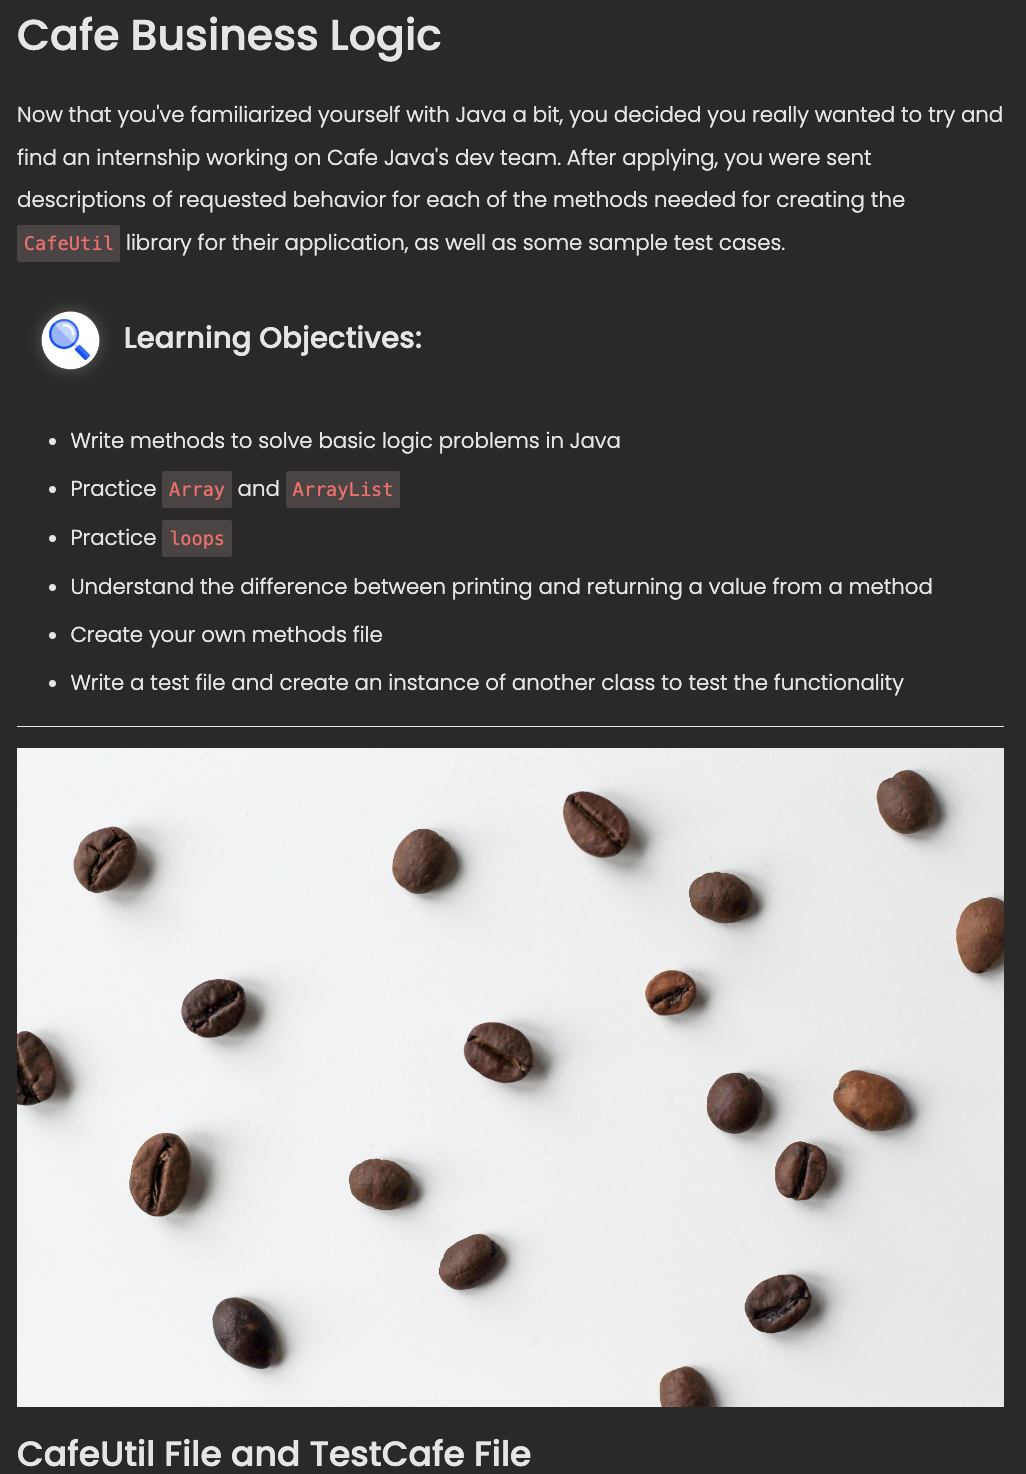 Cafe Business Logic
Now that you've familiarized yourself with Java a bit, you decided you really wanted to try and
find an internship working on Cafe Java's dev team. After applying, you were sent
descriptions of requested behavior for each of the methods needed for creating the
CafeUtil library for their application, as well as some sample test cases.
Learning Objectives:
• Write methods to solve basic logic problems in Java
• Practice Array and ArrayList
• Practice loops
• Understand the difference between printing and returning a value from a method
• Create your own methods file
• Write a test file and create an instance of another class to test the functionality
CafeUtil File and TestCafe File